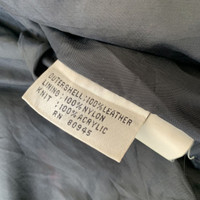 OUTERSHELL:100%LEATHER
LINING:100%NYLON
KNIT :100%ACRYLIC
RN 80945